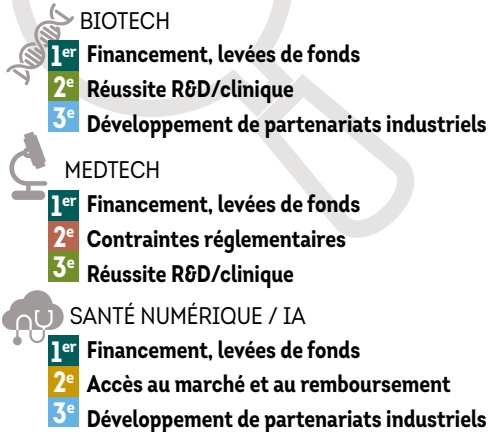 BIOTECH
1er Financement, levées de fonds
2e Réussite R&D/clinique
3e Développement de partenariats industriels
MEDTECH
1er Financement, levées de fonds
2e Contraintes réglementaires
3e Réussite R&D/clinique
SANTÉ NUMÉRIQUE / IA
1er Financement, levées de fonds
2e Accès au marché et au remboursement
3e Développement de partenariats industriels